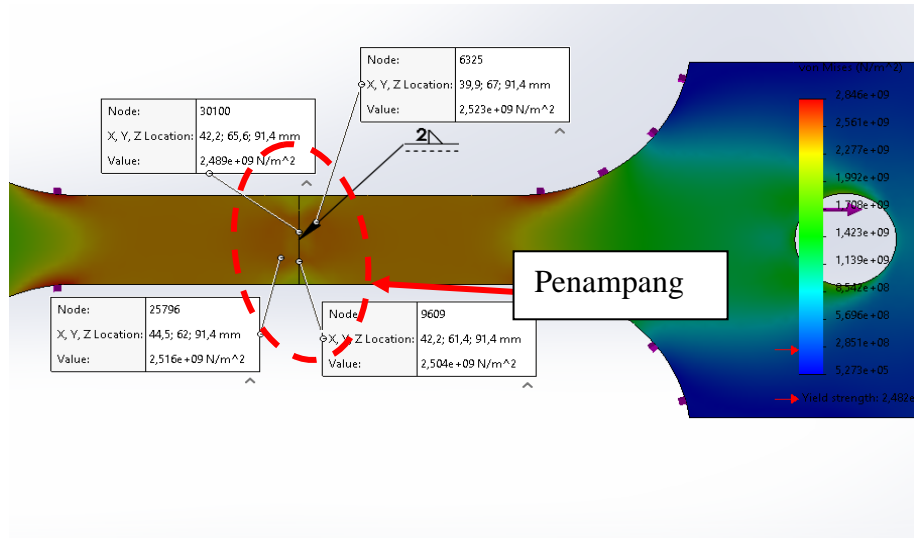 Node: 6325
X, Y, Z Location: 39,9; 67; 91,4 mm
Value: 2,523e+09 N/m^2
Node: 30100
X, Y, Z Location: 42,2; 65,6; 91,4 mm
Value: 2,489e+09 N/m^2
2
von Mises (N/m^2)
2,846e+09
2,561e+09
2,277e+09
1,992e+09
1,708e+09
1,423e+09
1,139e+09
8,542e+08
5,696e+08
2,851e+08
5,273e+05
Yield strength: 2,482e
Penampang
Node: 25796
X, Y, Z Location: 44,5; 62; 91,4 mm
Value: 2,516e+09 N/m^2
Node: 9609
X, Y, Z Location: 42,2; 61,4; 91,4 mm
Value: 2,504e+09 N/m^2